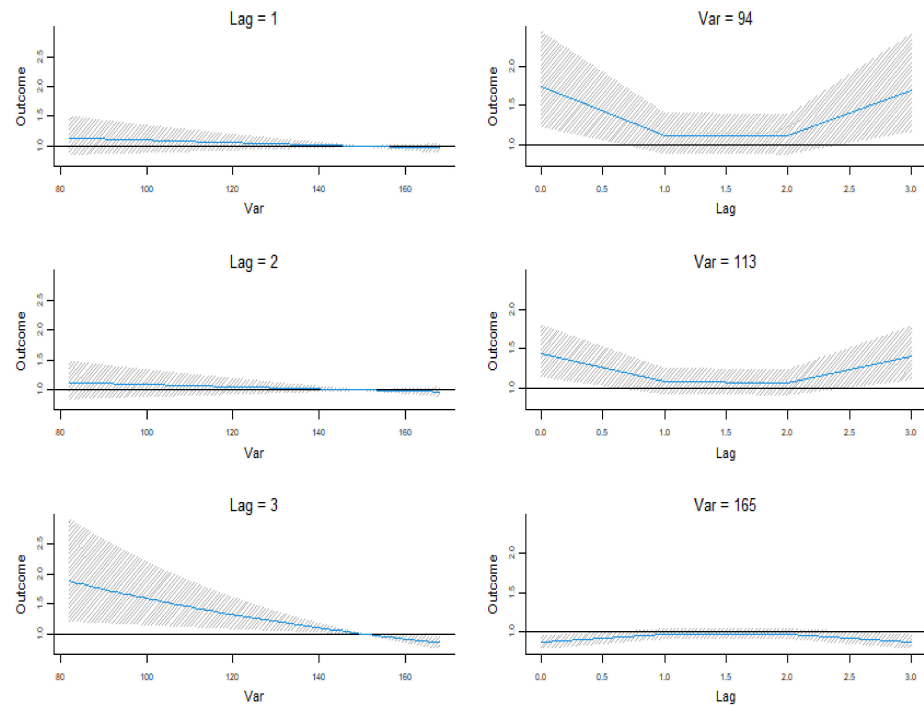 Lag = 1
Outcome
1.0 1.5 2.0 2.5
80 100 120 140 160
Var
Var = 94
Outcome
1.0 1.5 2.0
0.0 0.5 1.0 1.5 2.0 2.5 3.0
Lag
Lag = 2
Outcome
1.0 1.5 2.0 2.5
80 100 120 140 160
Var
Var = 113
Outcome
1.0 1.5 2.0
0.0 0.5 1.0 1.5 2.0 2.5 3.0
Lag
Lag = 3
Outcome
1.0 1.5 2.0 2.5
80 100 120 140 160
Var
Var = 165
Outcome
1.0 1.5 2.0
0.0 0.5 1.0 1.5 2.0 2.5 3.0
Lag